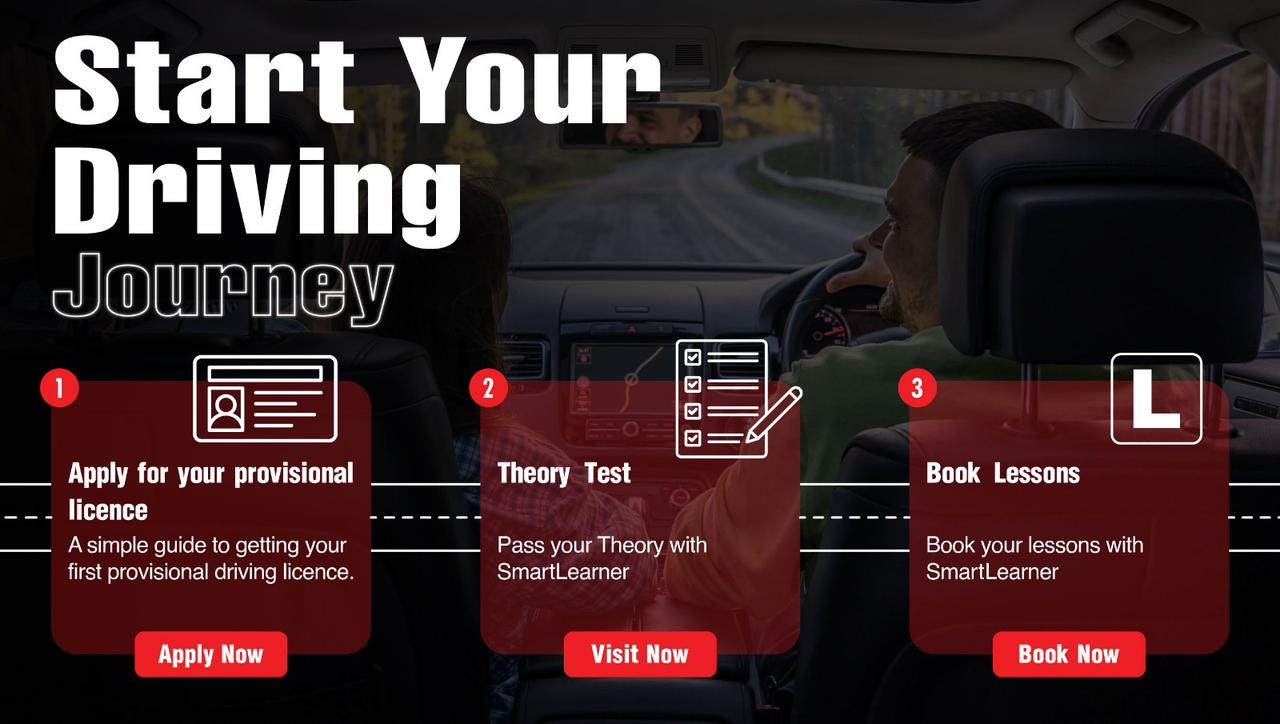 Start Your
Driving
Journey
1
Apply for your provisional
licence
A simple guide to getting your
first provisional driving licence.
Apply Now
2
Theory Test
Pass your Theory with
SmartLearner
Visit Now
3
L
Book Lessons
Book your lessons with
SmartLearner
Book Now